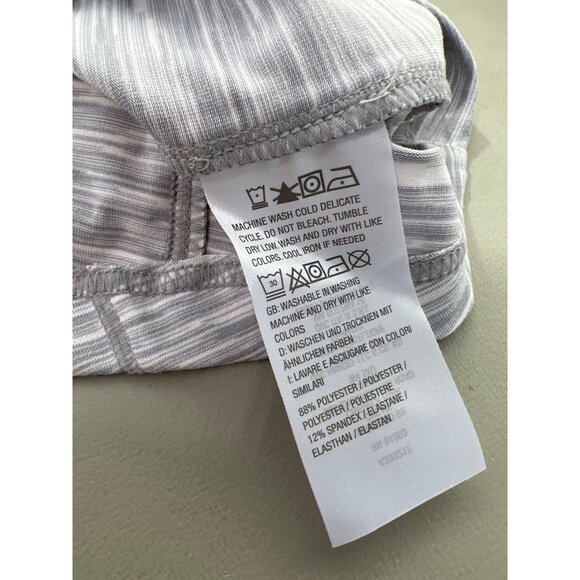 MACHINE WASH COLD DELICATE
CYCLE. DO NOT BLEACH. TUMBLE
DRY LOW. WASH AND DRY WITH LIKE
COLORS. COOL IRON IF NEEDED
30
GB: WASHABLE IN WASHING
MACHINE AND DRY WITH LIKE
COLORS
D: WASCHEN UND TROCKNEN MIT
ÄHNLICHEN FARBEN
I: LAVARE E ASCIUGARE CON COLORI
SIMILARI
88% POLYESTER / POLYESTER /
POLYESTER / POLIESTERE
12% SPANDEX / ELASTANE /
ELASTHAN / ELASTAN